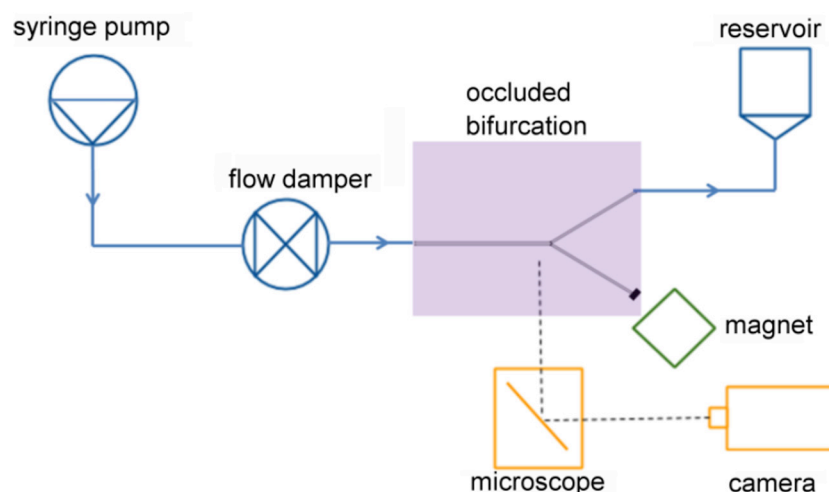 syringe pump
reservoir
occluded
bifurcation
flow damper
magnet
microscope
camera